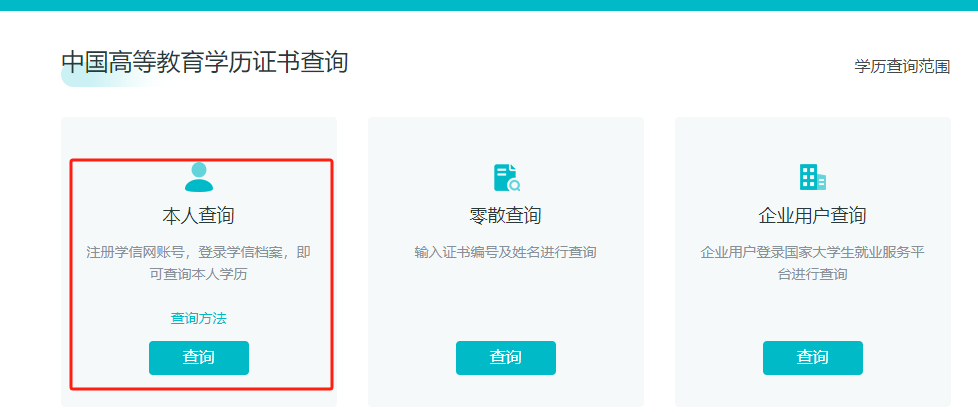 中国高等教育学历证书查询
学历查询范围
本人查询
注册学信网账号，登录学信档案，即
可查询本人学历
查询方法
查询
零散查询
输入证书编号及姓名进行查询
查询
企业用户查询
企业用户登录国家大学生就业服务平
台进行查询
查询